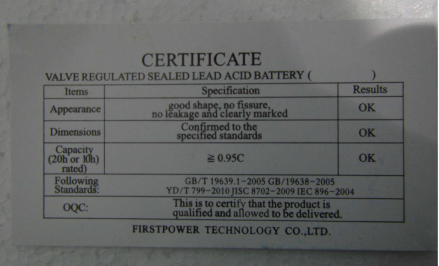 CERTIFICATE
VALVE REGULATED SEALED LEAD ACID BATTERY ( )
Items Specification Results
Appearance good shape, no fissure, no leakage and clearly marked OK
Dimensions Confirmed to the specified standards OK
Capacity (20h or 10h) rated) ≧ 0.95C OK
Following Standards: GB/T 19639.1-2005 GB/19638-2005
YD/T 799-2010 JISC 8702-2009 IEC 896-2004
OQC: This is to certify that the product is qualified and allowed to be delivered.
FIRSTPOWER TECHNOLOGY CO.,LTD.